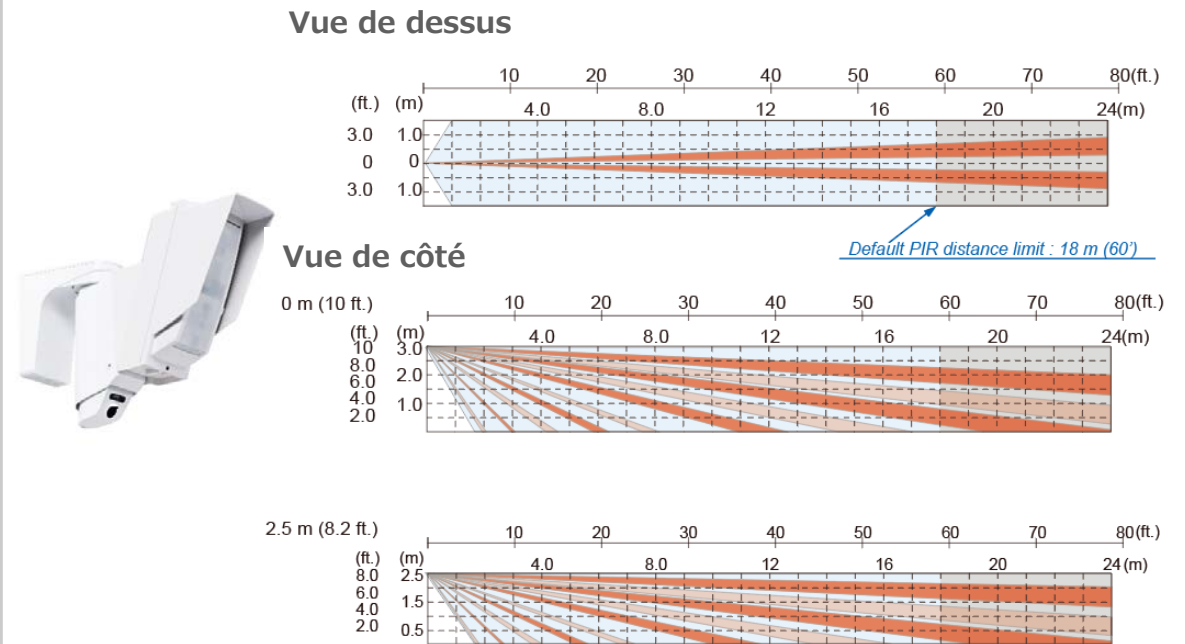 Vue de dessus
10 20 30 40 50 60 70 80(ft.)
(ft.) (m) 4.0 8.0 12 16 20 24(m)
3.0 1.0
0 0
3.0 1.0
Default PIR distance limit : 18 m (60')
Vue de côté
0 m (10 ft.) 10 20 30 40 50 60 70 80(ft.)
(ft.) (m) 4.0 8.0 12 16 20 24(m)
10 3.0
8.0
6.0 2.0
4.0 1.0
2.0
2.5 m (8.2 ft.) 10 20 30 40 50 60 70 80(ft.)
(ft.) (m) 4.0 8.0 12 16 20 24(m)
8.0 2.5
6.0
4.0 1.5
2.0 0.5